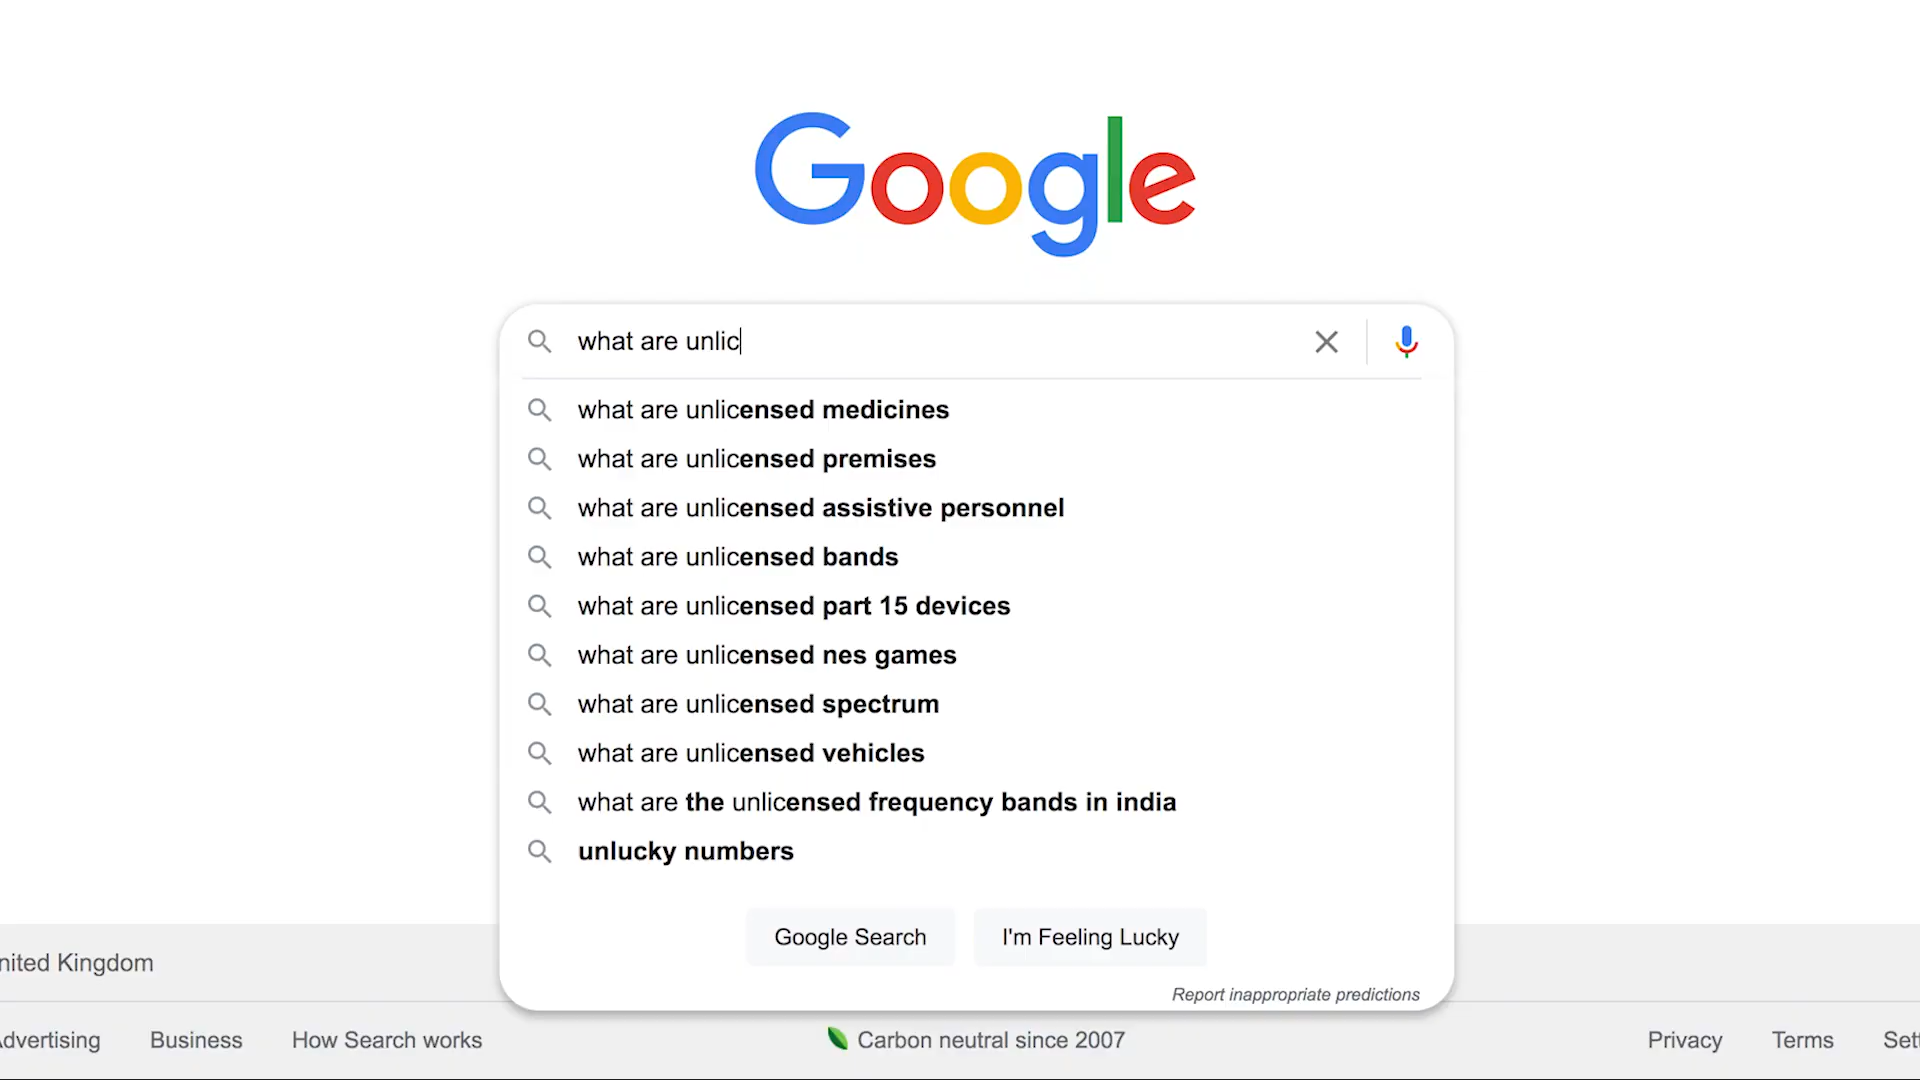 Google
what are unlic
what are unlicensed medicines
what are unlicensed premises
what are unlicensed assistive personnel
what are unlicensed bands
what are unlicensed part 15 devices
what are unlicensed nes games
what are unlicensed spectrum
what are unlicensed vehicles
what are the unlicensed frequency bands in india
unlucky numbers
Google Search I'm Feeling Lucky
Report inappropriate predictions
nited Kingdom
dvertising Business How Search works Carbon neutral since 2007 Privacy Terms Sett